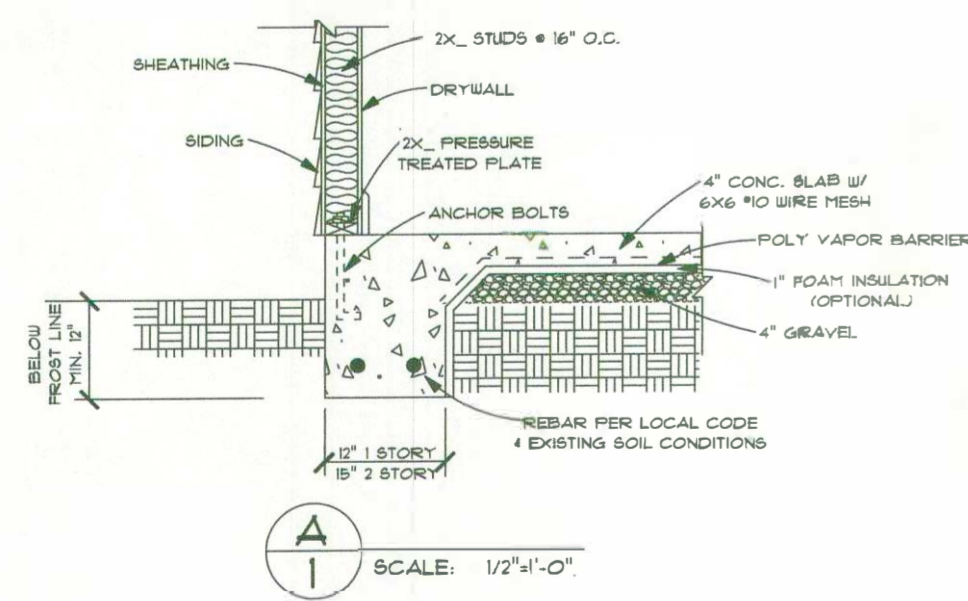 2X_ STUDS @ 16" O.C.
SHEATHING
DRYWALL
SIDING
2X_ PRESSURE
TREATED PLATE
4" CONC. SLAB W/
6X6 #10 WIRE MESH
ANCHOR BOLTS
POLY VAPOR BARRIER
1" FOAM INSULATION
(OPTIONAL)
4" GRAVEL
BELOW
FROST LINE
MIN. 12"
REBAR PER LOCAL CODE
& EXISTING SOIL CONDITIONS
12" 1 STORY
15" 2 STORY
A
1
SCALE: 1/2"=1'-0".